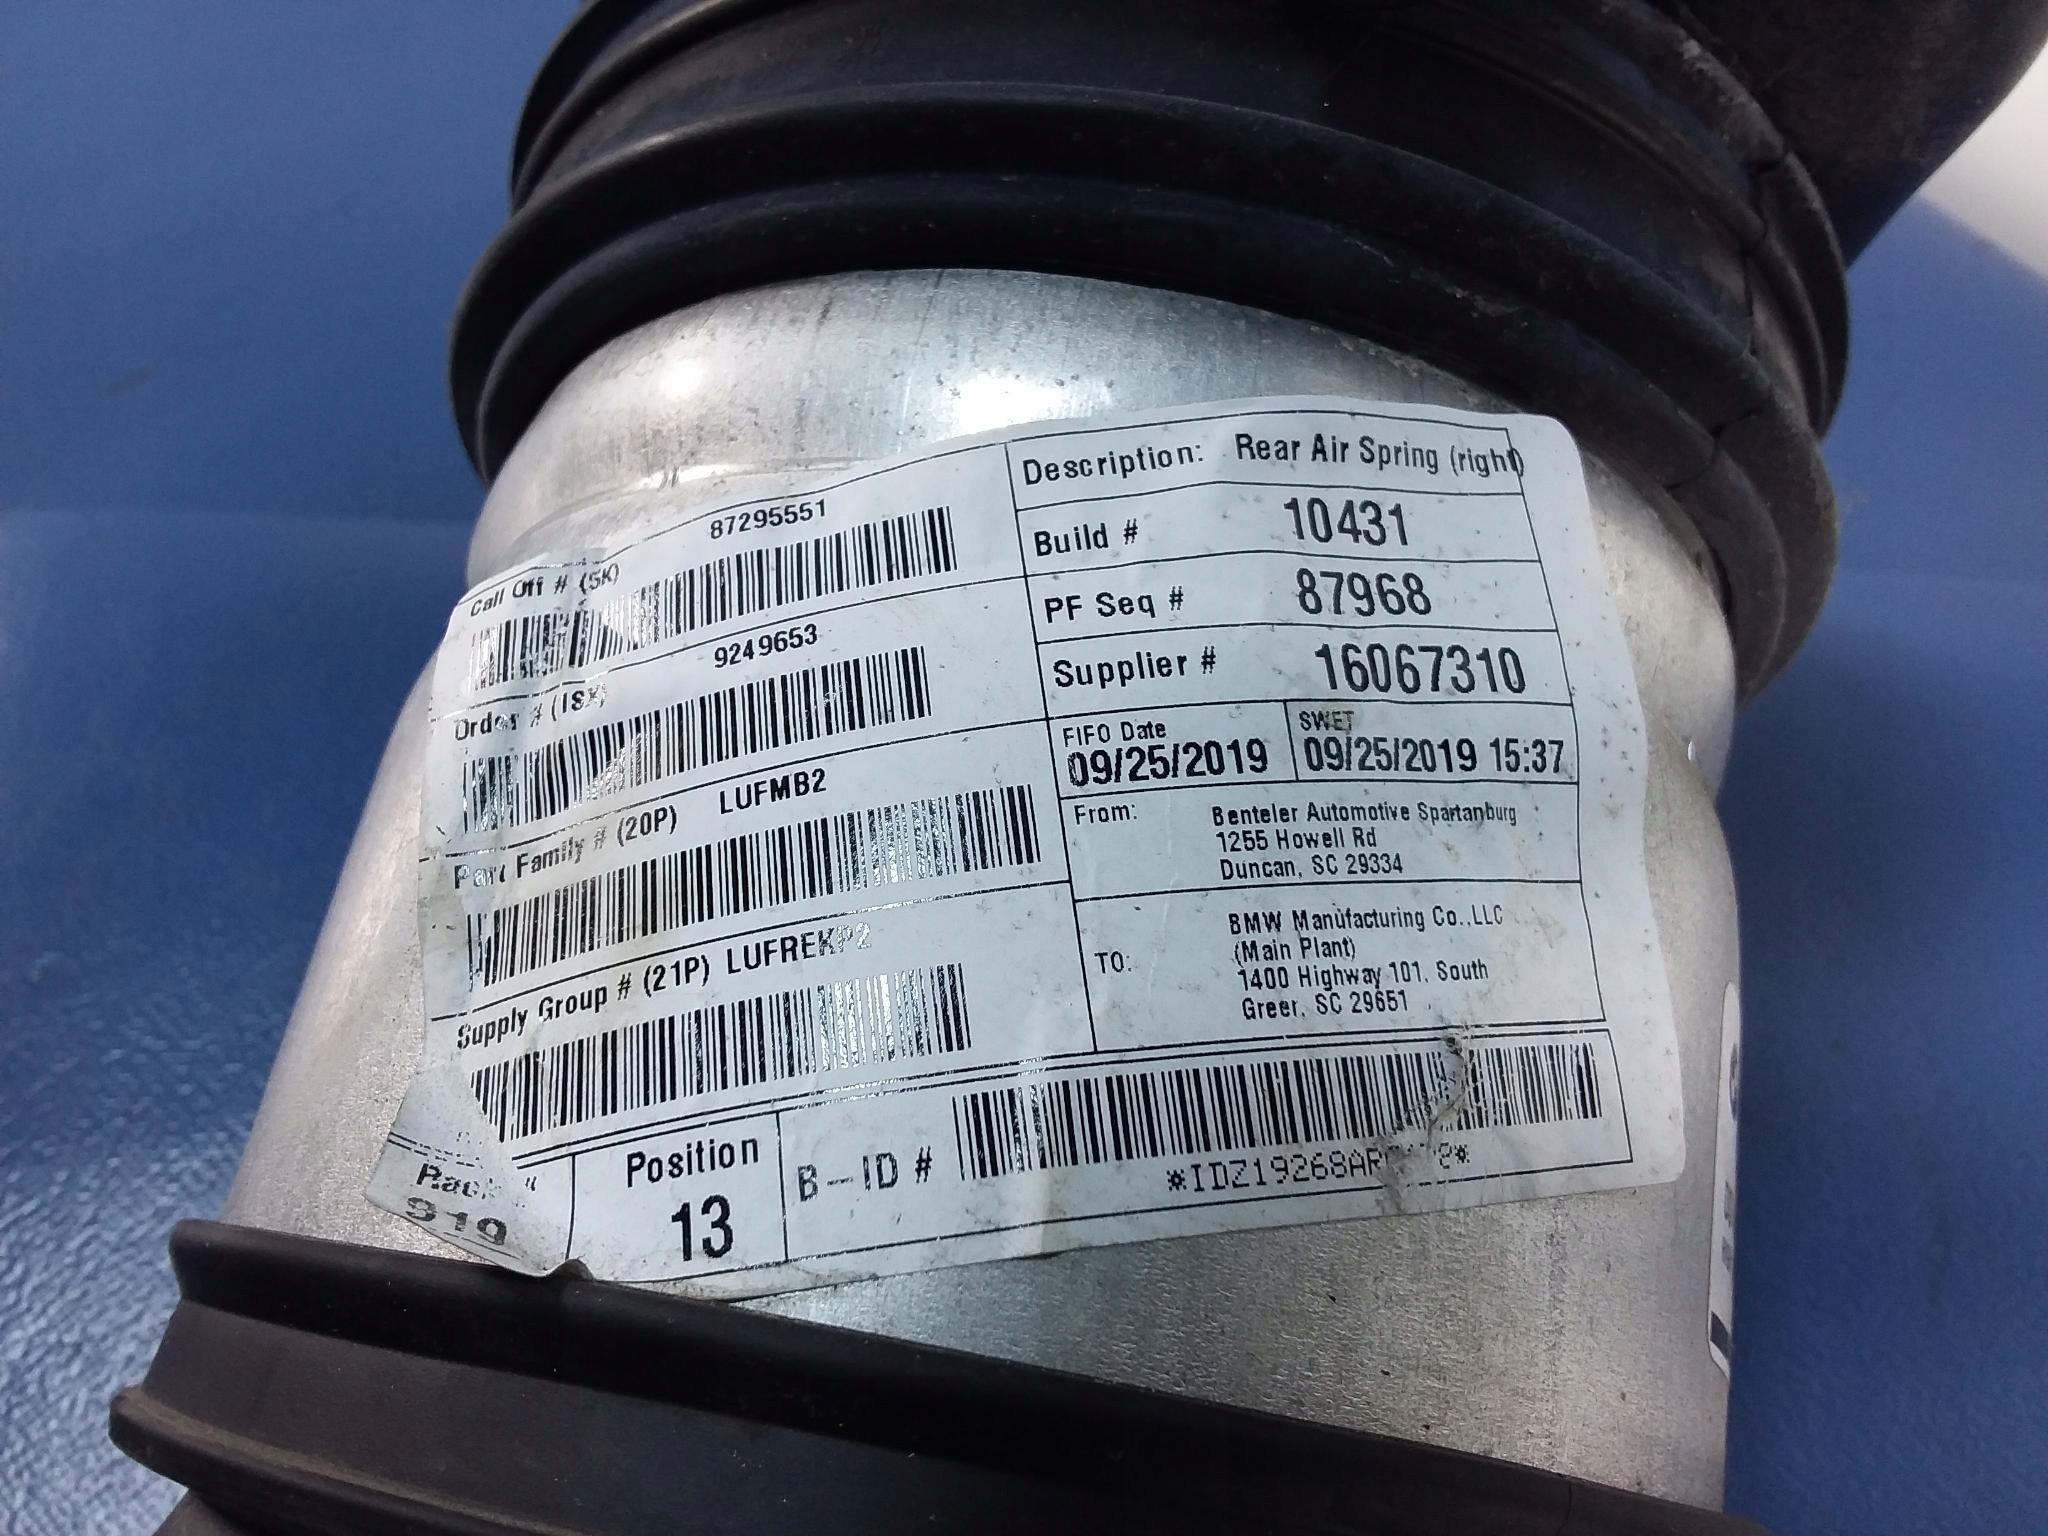 Description: Rear Air Spring (right)
Build # 10431
PF Seq # 87968
Supplier # 16067310
FIFO Date
09/25/2019
SWET
09/25/2019 15:37
From: Benteler Automotive Spartanburg
1255 Howell Rd
Duncan, SC 29334
TO: BMW Manufacturing Co.,LLC
(Main Plant)
1400 Highway 101, South
Greer, SC 29651
87295551
Call Off #
9249653
Order #
Part Family # (20P) LUFMB2
Supply Group # (21P) LUFREKP2
Rack #
919
Position
13
B-ID #